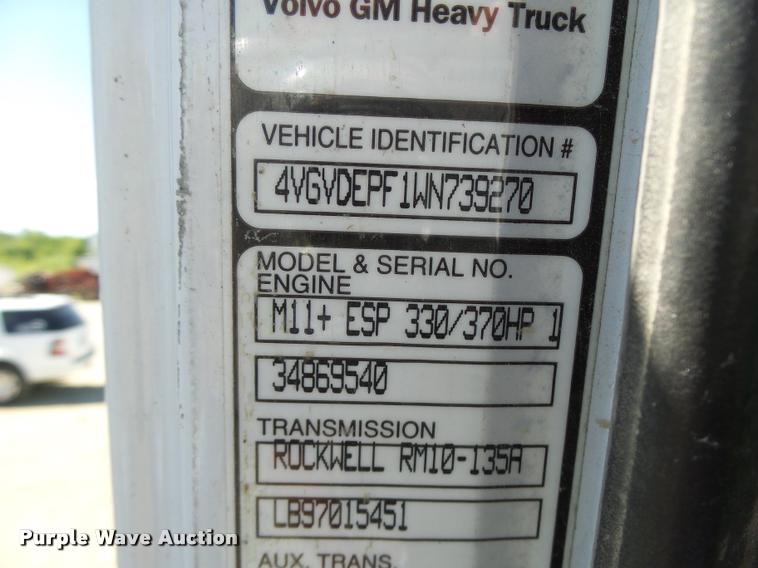 Volvo GM Heavy Truck
VEHICLE IDENTIFICATION #
4VGVDEPF1WN739270
MODEL & SERIAL NO.
ENGINE
M11+ ESP 330/370HP 1
34869540
TRANSMISSION
ROCKWELL RM10-135A
LB97015451
AUX. TRANS.
Purple Wave Auction